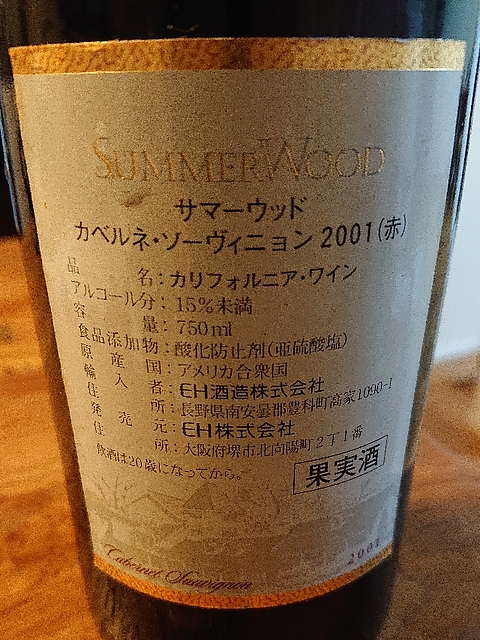 SUMMERWOOD
サマーウッド
カベルネ・ソーヴィニョン 2001(赤)
品名：カリフォルニア・ワイン
アルコール分：15%未満
容量：750ml
食品添加物：酸化防止剤(亜硫酸塩)
原産国：アメリカ合衆国
輸入者：EH酒造株式会社
住所：長野県南安曇郡豊科町高家1090-1
発売元：EH株式会社
住所：大阪府堺市北向陽町2丁1番
飲酒は20歳になってから。
果実酒
Cabernet Sauvignon
2001